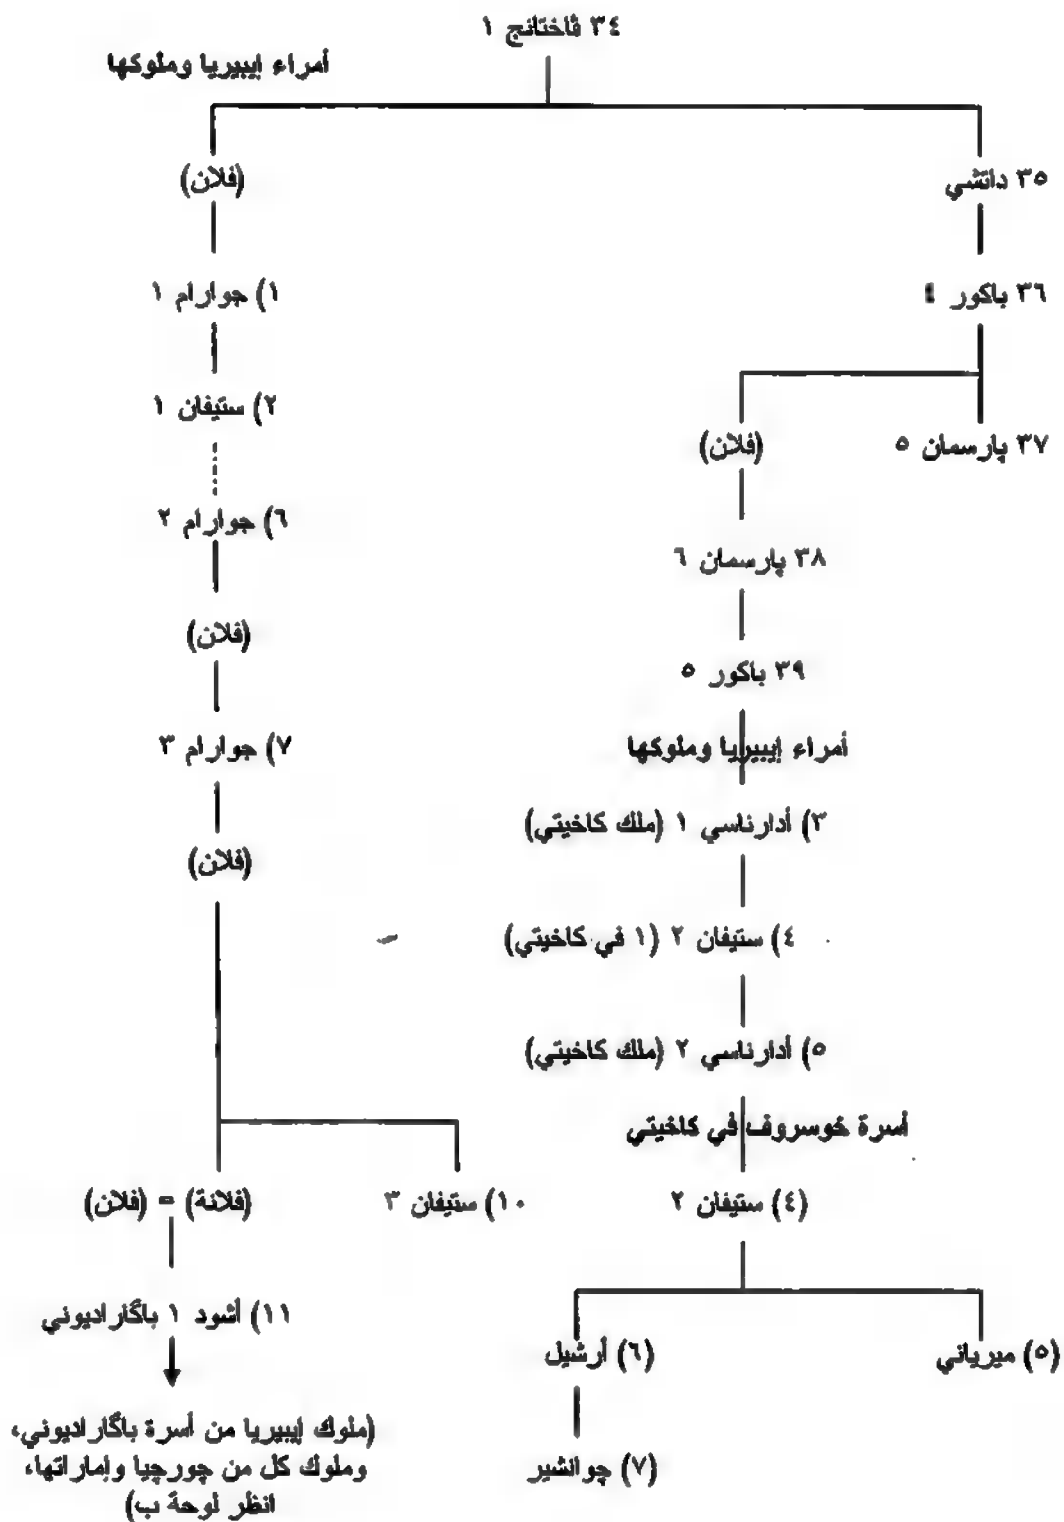 ٣٤ ڤاختانج ١
أمراء إيبيريا وملوكها
٣٥ داتشي
(فلان)
٣٦ باكور ٤
١) جوارام ١
٢) ستيفان ١
٣٧ پارسمان ٥
(فلان)
٦) جوارام ٢
٣٨ پارسمان ٦
(فلان)
٣٩ باكور ٥
أمراء إيبيريا وملوكها
٧) جوارام ٣
٣) أدارناسي ١ (ملك كاخيتي)
(فلان)
٤) ستيفان ٢ (١ في كاخيتي)
٥) أدارناسي ٢ (ملك كاخيتي)
أسرة خوسروف في كاخيتي
(٤) ستيفان ٢
١٠) ستيفان ٣
(فلانة) = (فلان)
١١) أشود ١ باگاراديوني
(٥) ميرياني
(٦) أرشيل
(ملوك إيبيريا من أسرة باگاراديوني،
وملوك كل من چورچيا وإماراتها،
انظر لوحة ب)
(٧) چوانشير